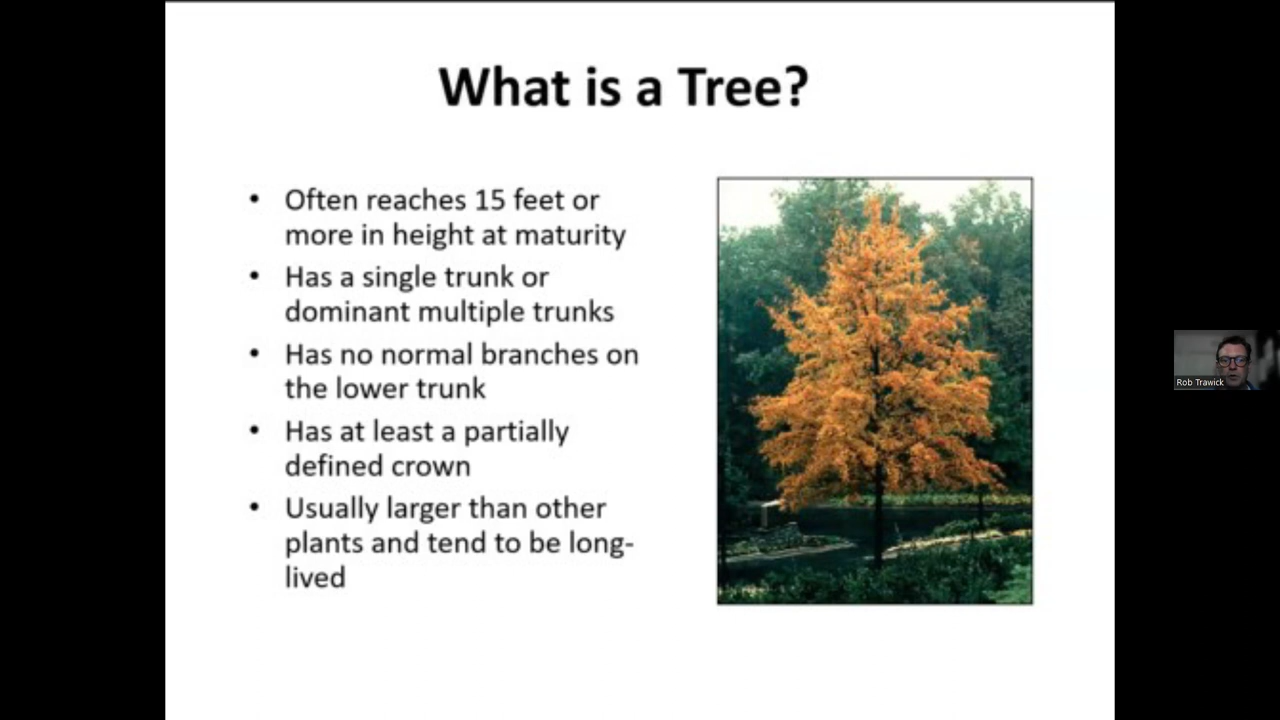 What is a Tree?
• Often reaches 15 feet or
more in height at maturity
• Has a single trunk or
dominant multiple trunks
• Has no normal branches on
the lower trunk
• Has at least a partially
defined crown
• Usually larger than other
plants and tend to be long-
lived
Rob Trawick